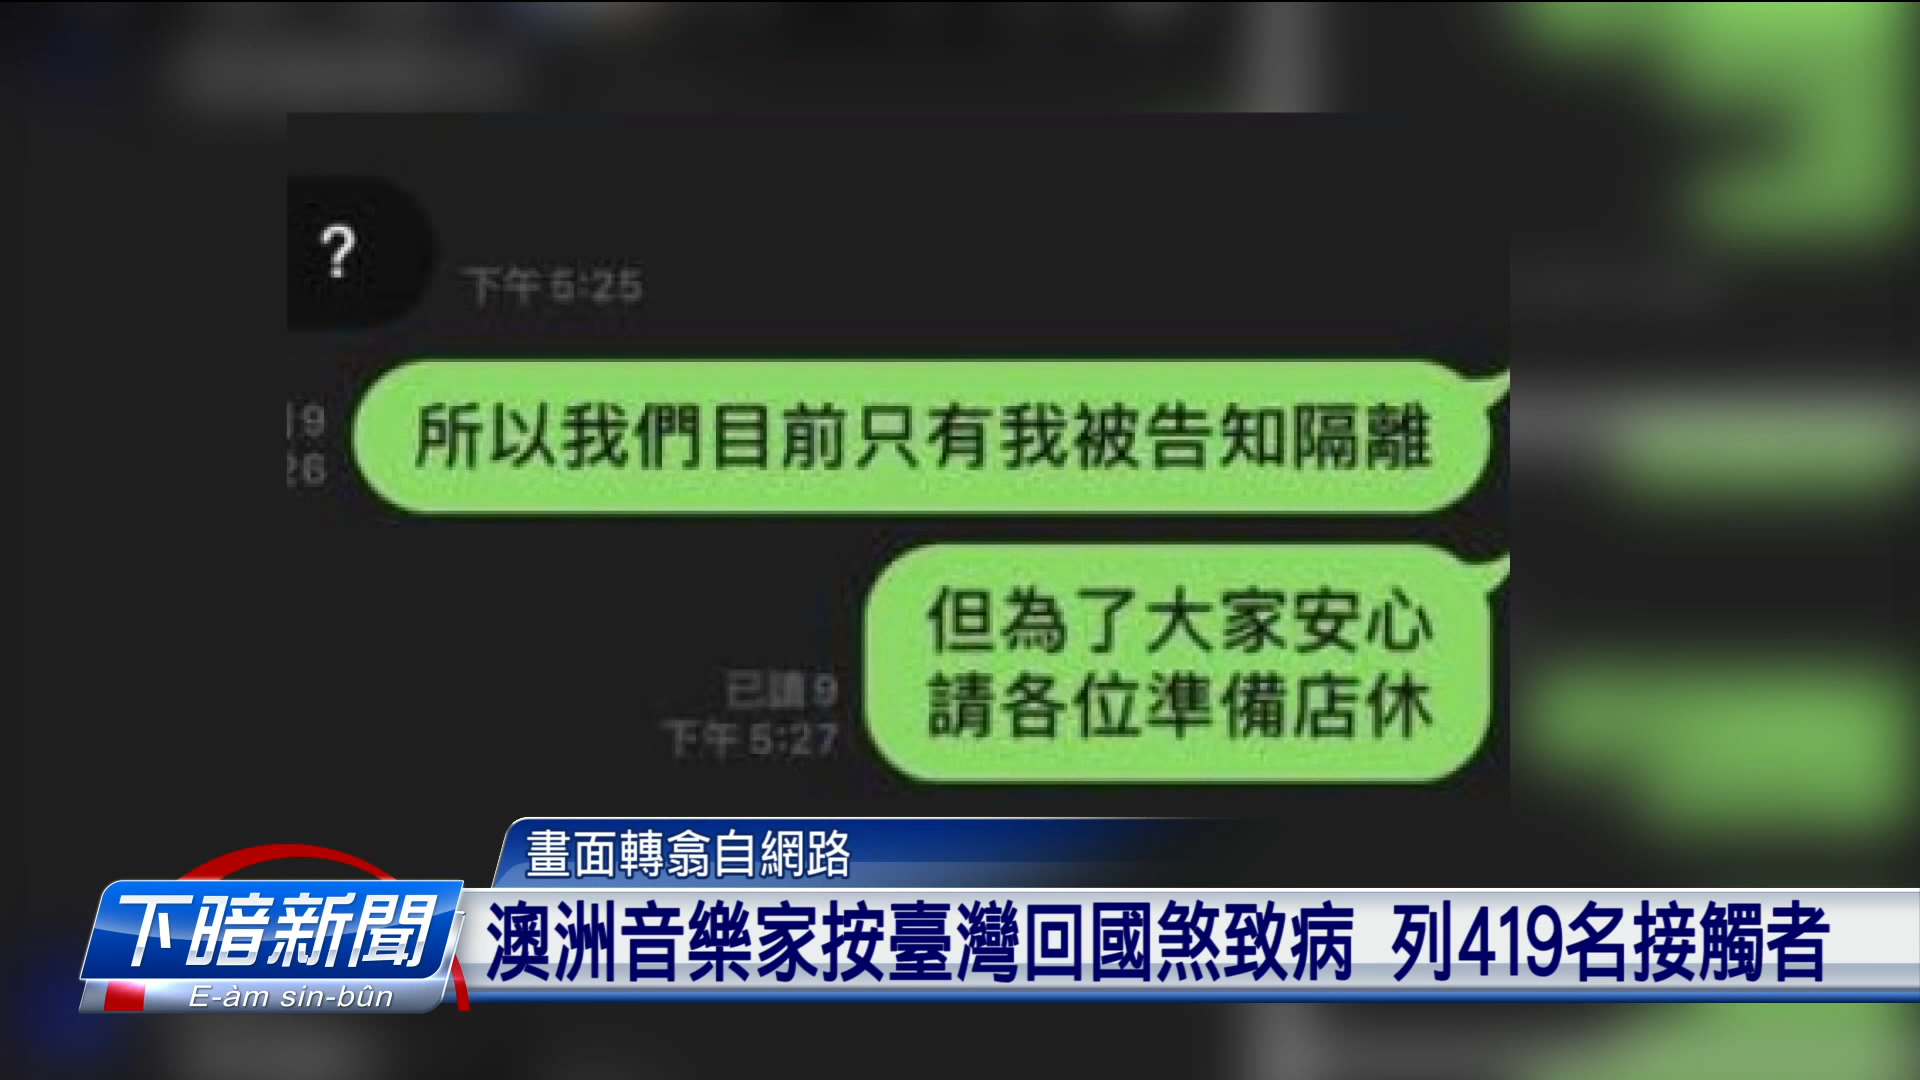 ?
下午5:25
所以我們目前只有我被告知隔離
9
26
但為了大家安心
請各位準備店休
已讀9
下午5:27
畫面轉翕自網路
下暗新聞
E-àm sin-bûn
澳洲音樂家按臺灣回國煞致病 列419名接觸者